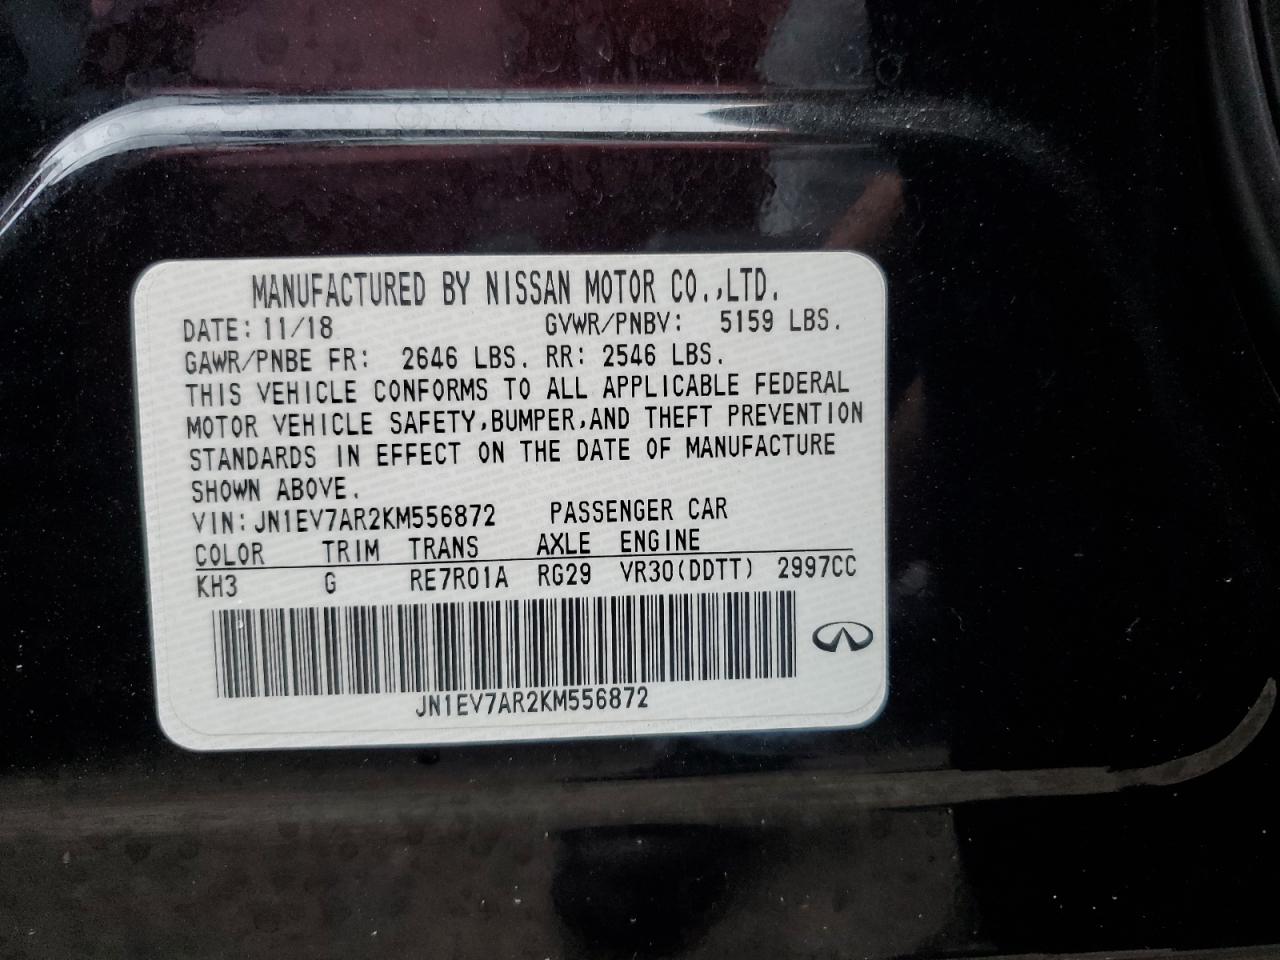 MANUFACTURED BY NISSAN MOTOR CO.,LTD.
DATE: 11/18 GVWR/PNBV: 5159 LBS.
GAWR/PNBE FR: 2646 LBS. RR: 2546 LBS.
THIS VEHICLE CONFORMS TO ALL APPLICABLE FEDERAL
MOTOR VEHICLE SAFETY,BUMPER,AND THEFT PREVENTION
STANDARDS IN EFFECT ON THE DATE OF MANUFACTURE
SHOWN ABOVE.
VIN: JN1EV7AR2KM556872 PASSENGER CAR
COLOR TRIM TRANS AXLE ENGINE
KH3 G RE7R01A RG29 VR30(DDTT) 2997CC
JN1EV7AR2KM556872